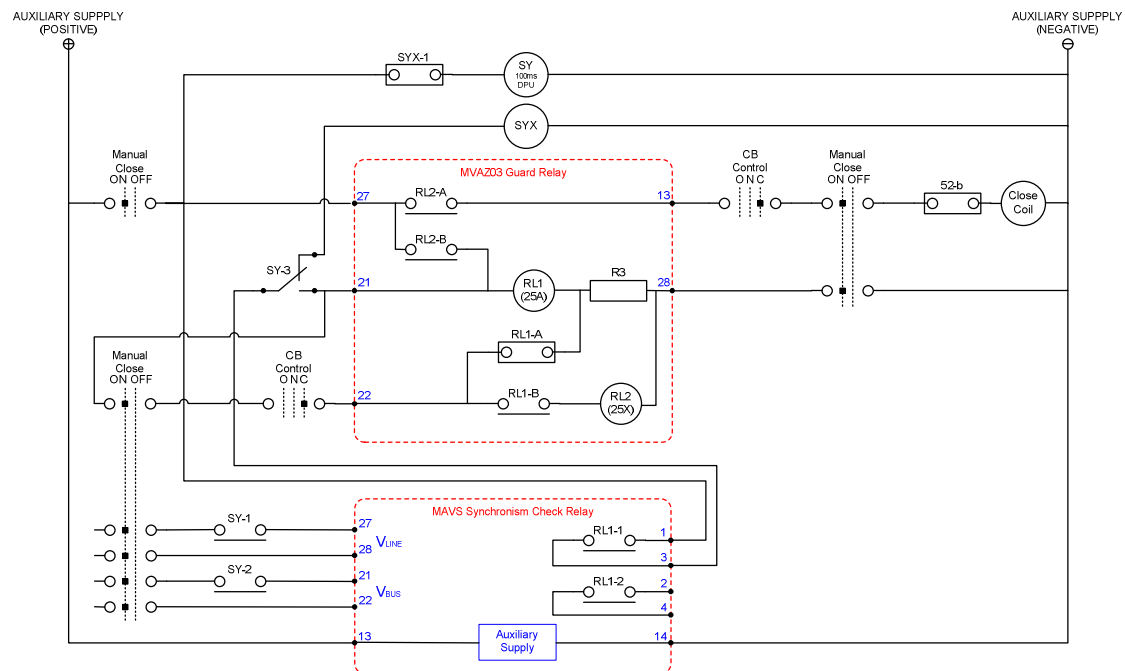 AUXILIARY SUPPPLY
(POSITIVE)
AUXILIARY SUPPPLY
(NEGATIVE)
SYX-1
SY
100ms
DPU
SYX
Manual
Close
ON OFF
MVAZ03 Guard Relay
CB
Control
O N C
Manual
Close
ON OFF
27
RL2-A
13
52-b
Close
Coil
RL2-B
SY-3
21
RL1
(25A)
R3
28
RL1-A
Manual
Close
ON OFF
CB
Control
O N C
22
RL1-B
RL2
(25X)
MAVS Synchronism Check Relay
SY-1
27
VLINE
28
RL1-1
1
3
SY-2
21
VBUS
22
RL1-2
2
4
13
Auxiliary
Supply
14